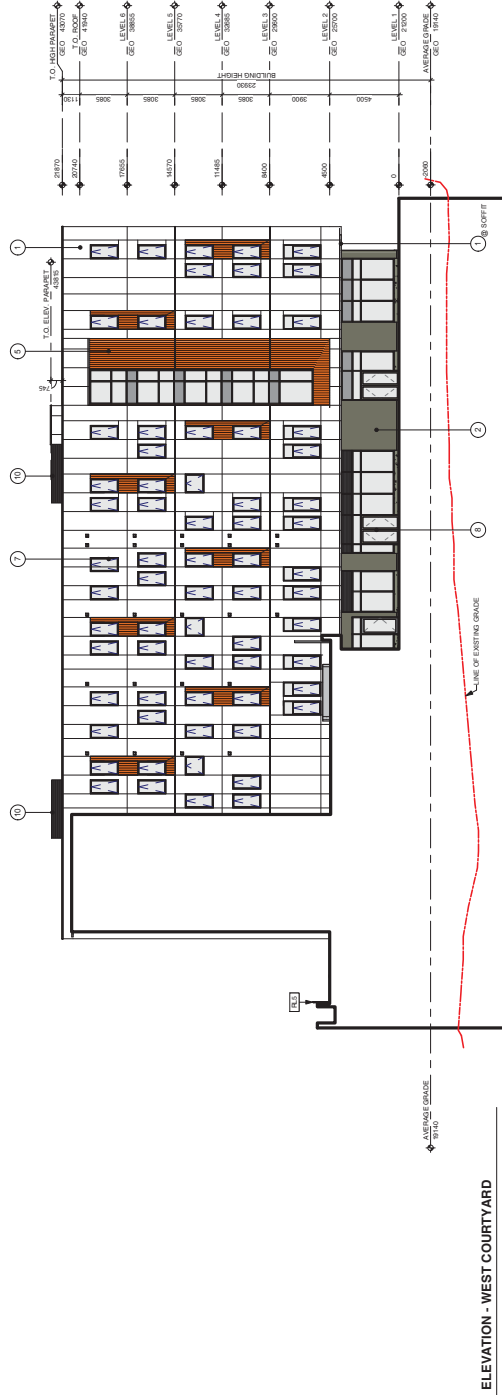 T.O. HIGH PARAPET
GEO 43070
T.O. ROOF
GEO 41940
LEVEL 6
GEO 38855
LEVEL 5
GEO 35770
LEVEL 4
GEO 32685
LEVEL 3
GEO 29600
LEVEL 2
GEO 25700
LEVEL 1
GEO 21200
AVERAGE GRADE
GEO 19140
BUILDING HEIGHT
23930
1130
3085
3085
3085
3085
3900
4500
21870
20740
17655
14570
11485
8400
4500
0
-2060
T.O. ELEV. PARAPET
43815
745
1
5
10
7
10
1
@ SOFFIT
2
8
LINE OF EXISTING GRADE
RL5
AVERAGE GRADE
19140
ELEVATION - WEST COURTYARD